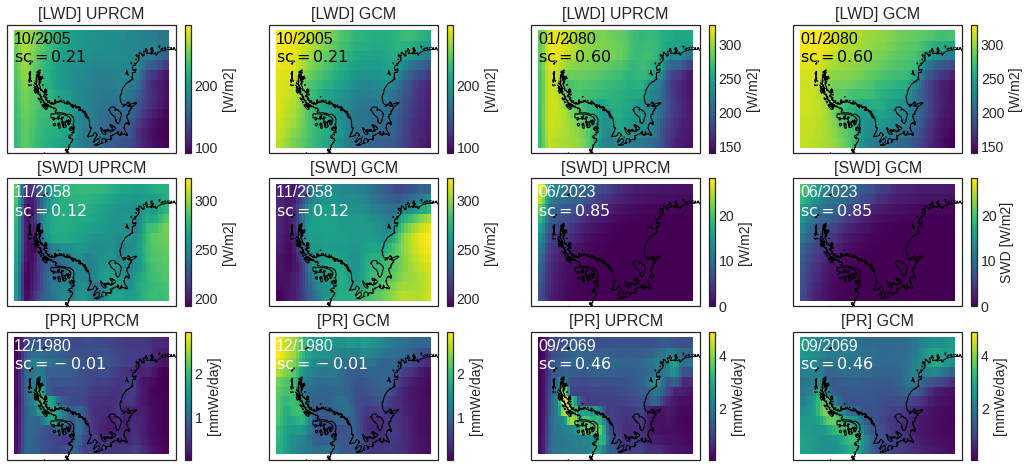 [LWD] UPRCM
[LWD] GCM
[LWD] UPRCM
[LWD] GCM
10/2005
sc = 0.21
200
100
[W/m2]
10/2005
sc = 0.21
200
100
[W/m2]
01/2080
sc = 0.60
300
250
200
150
[W/m2]
01/2080
sc = 0.60
300
250
200
150
[W/m2]
[SWD] UPRCM
[SWD] GCM
[SWD] UPRCM
[SWD] GCM
11/2058
sc = 0.12
300
250
200
[W/m2]
11/2058
sc = 0.12
300
250
200
[W/m2]
06/2023
sc = 0.85
20
10
0
[W/m2]
06/2023
sc = 0.85
20
10
0
SWD [W/m2]
[PR] UPRCM
[PR] GCM
[PR] UPRCM
[PR] GCM
12/1980
sc = −0.01
2
1
[mmWe/day]
12/1980
sc = −0.01
2
1
[mmWe/day]
09/2069
sc = 0.46
4
2
[mmWe/day]
09/2069
sc = 0.46
4
2
[mmWe/day]